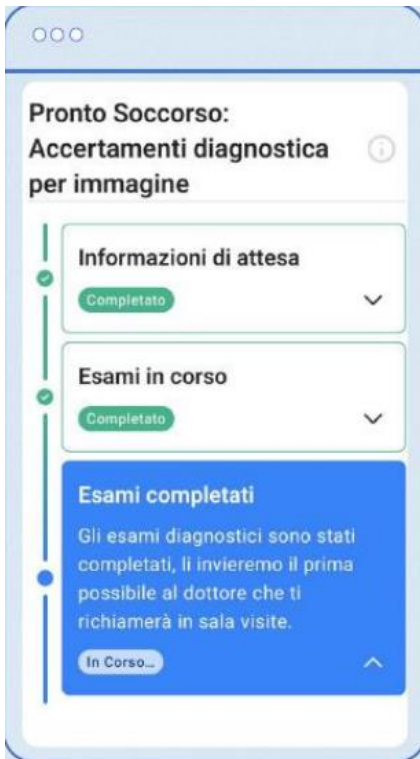 Pronto Soccorso:
Accertamenti diagnostica
per immagine
Informazioni di attesa
Completato
Esami in corso
Completato
Esami completati
Gli esami diagnostici sono stati
completati, li invieremo il prima
possibile al dottore che ti
richiamerà in sala visite.
In Corso...